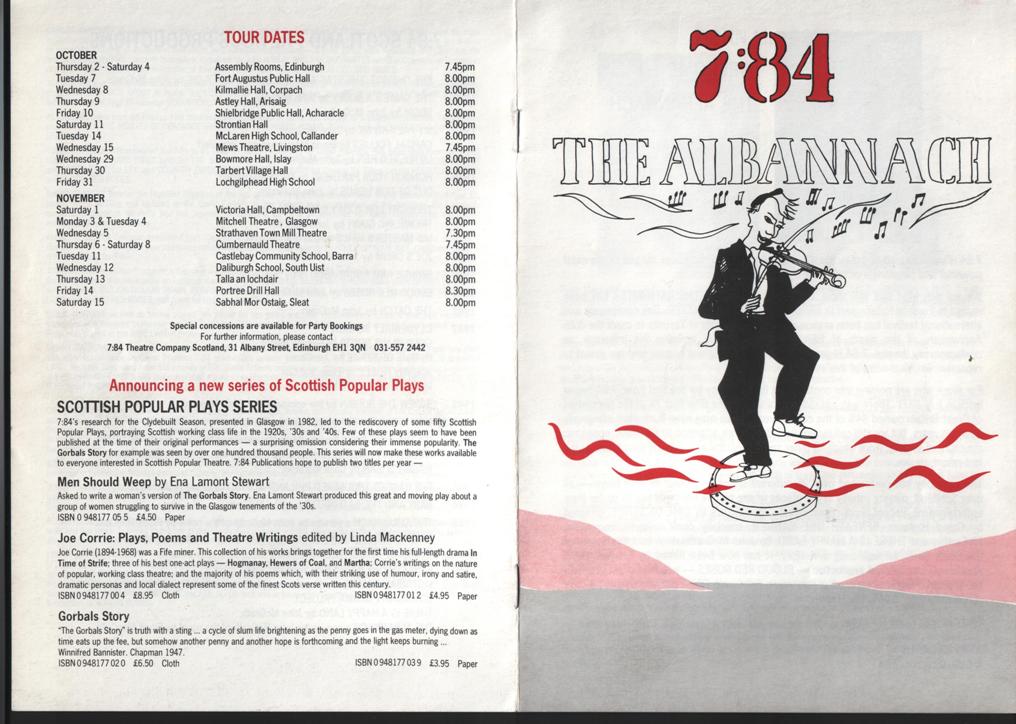 TOUR DATES
OCTOBER
Thursday 2 - Saturday 4 Assembly Rooms, Edinburgh 7.45pm
Tuesday 7 Fort Augustus Public Hall 8.00pm
Wednesday 8 Kilmallie Hall, Corpach 8.00pm
Thursday 9 Astley Hall, Arisaig 8.00pm
Friday 10 Shielbridge Public Hall, Acharacle 8.00pm
Saturday 11 Strontian Hall 8.00pm
Tuesday 14 McLaren High School, Callander 8.00pm
Wednesday 15 Mews Theatre, Livingston 7.45pm
Wednesday 29 Bowmore Hall, Islay 8.00pm
Thursday 30 Tarbert Village Hall 8.00pm
Friday 31 Lochgilphead High School 8.00pm
NOVEMBER
Saturday 1 Victoria Hall, Campbeltown 8.00pm
Monday 3 & Tuesday 4 Mitchell Theatre, Glasgow 8.00pm
Wednesday 5 Strathaven Town Mill Theatre 7.30pm
Thursday 6 - Saturday 8 Cumbernauld Theatre 7.45pm
Tuesday 11 Castlebay Community School, Barra 8.00pm
Wednesday 12 Daliburgh School, South Uist 8.00pm
Thursday 13 Talla an Iochdair 8.00pm
Friday 14 Portree Drill Hall 8.30pm
Saturday 15 Sabhal Mor Ostaig, Sleat 8.00pm
Special concessions are available for Party Bookings
For further information, please contact
7:84 Theatre Company Scotland, 31 Albany Street, Edinburgh EH1 3QN 031-557 2442
Announcing a new series of Scottish Popular Plays
SCOTTISH POPULAR PLAYS SERIES
7:84's research for the Clydebuilt Season, presented in Glasgow in 1982, led to the rediscovery of some fifty Scottish
Popular Plays, portraying Scottish working class life in the 1920s, '30s and '40s. Few of these plays seem to have been
published at the time of their original performances — a surprising omission considering their immense popularity. The
Gorbals Story for example was seen by over one hundred thousand people. This series will now make these works available
to everyone interested in Scottish Popular Theatre. 7:84 Publications hope to publish two titles per year —
Men Should Weep by Ena Lamont Stewart
Asked to write a woman's version of The Gorbals Story. Ena Lamont Stewart produced this great and moving play about a
group of women struggling to survive in the Glasgow tenements of the '30s.
ISBN 0 948177 05 5 £4.50 Paper
Joe Corrie: Plays, Poems and Theatre Writings edited by Linda Mackenney
Joe Corrie (1894-1968) was a Fife miner. This collection of his works brings together for the first time his full-length drama In
Time of Strife; three of his best one-act plays — Hogmanay, Hewers of Coal, and Martha; Corrie's writings on the nature
of popular, working class theatre; and the majority of his poems which, with their striking use of humour, irony and satire,
dramatic personas and local dialect represent some of the finest Scots verse written this century.
ISBN 0 948177 00 4 £8.95 Cloth ISBN 0 948177 01 2 £4.95 Paper
Gorbals Story
"The Gorbals Story" is truth with a sting ... a cycle of slum life brightening as the penny goes in the gas meter, dying down as
time eats up the fee, but somehow another penny and another hope is forthcoming and the light keeps burning ...
Winnifred Bannister. Chapman 1947.
ISBN 0 948177 02 0 £6.50 Cloth ISBN 0 948177 03 9 £3.95 Paper
7:84
THE ALBANNACH